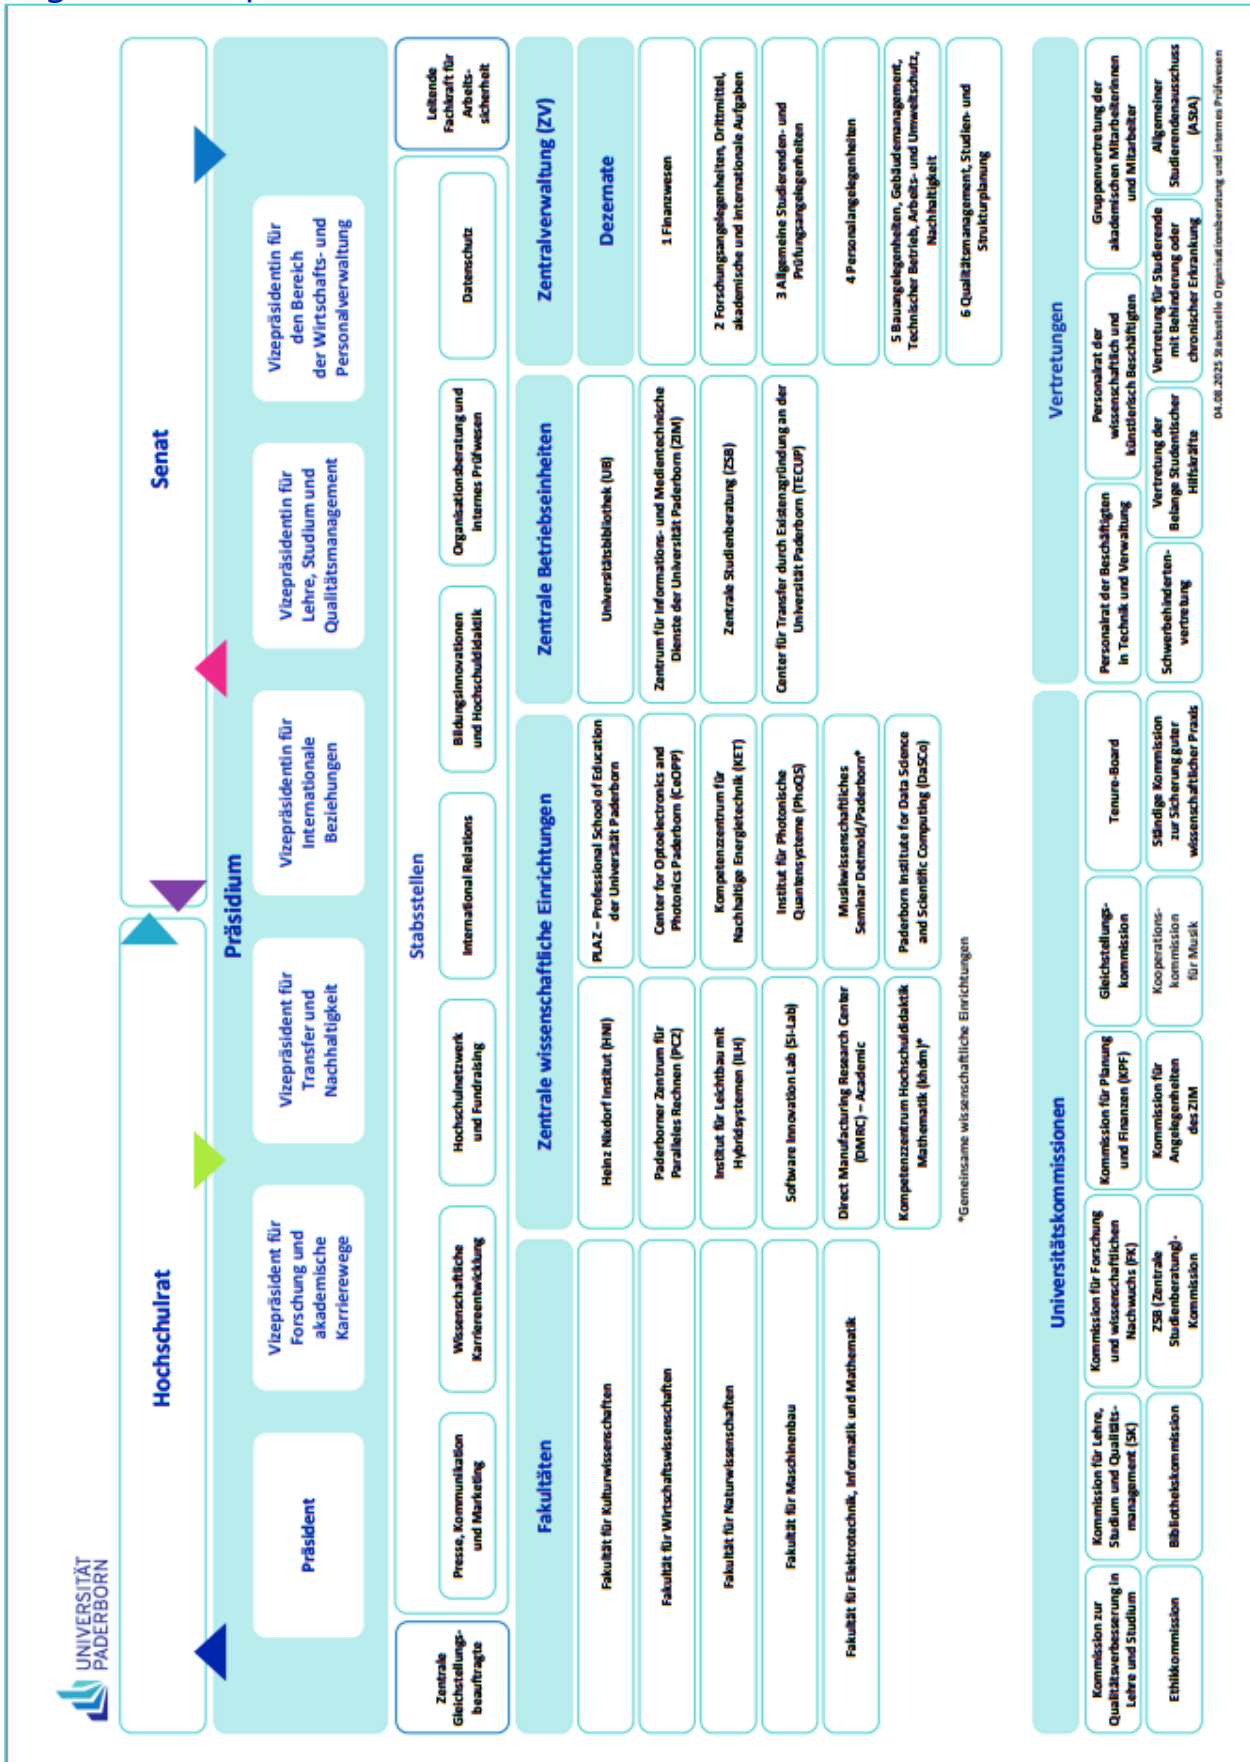 UNIVERSITÄT
PADERBORN
Hochschulrat
Senat
Präsidium
Präsident
Vizepräsident für
Forschung und
akademische
Karrierewege
Vizepräsident für
Transfer und
Nachhaltigkeit
Vizepräsidentin für
Internationale
Beziehungen
Vizepräsidentin für
Lehre, Studium und
Qualitätsmanagement
Vizepräsidentin für
den Bereich
der Wirtschafts- und
Personalverwaltung
Zentrale
Gleichstellungs-
beauftragte
Stabsstellen
Presse, Kommunikation
und Marketing
Wissenschaftliche
Karriereentwicklung
Hochschulnetzwerk
und Fundraising
International Relations
Bildungsinnovationen
und Hochschuldidaktik
Organisationsberatung und
Internes Prüfwesen
Datenschutz
Leitende
Fachkraft für
Arbeits-
sicherheit
Fakultäten
Fakultät für Kulturwissenschaften
Fakultät für Wirtschaftswissenschaften
Fakultät für Naturwissenschaften
Fakultät für Maschinenbau
Fakultät für Elektrotechnik, Informatik und Mathematik
Zentrale wissenschaftliche Einrichtungen
Heinz Nixdorf Institut (HNI)
PLAZ – Professional School of Education
der Universität Paderborn
Paderborner Zentrum für
Paralleles Rechnen (PC2)
Center for Optoelectronics and
Photonics Paderborn (CeOPP)
Institut für Leichtbau mit
Hybridsystemen (ILH)
Kompetenzzentrum für
Nachhaltige Energietechnik (KET)
Software Innovation Lab (SI-Lab)
Institut für Photonische
Quantensysteme (PhoQS)
Direct Manufacturing Research Center
(DMRC) – Academic
Musikwissenschaftliches
Seminar Detmold/Paderborn*
Kompetenzzentrum Hochschuldidaktik
Mathematik (khdm)*
Paderborn Institute for Data Science
and Scientific Computing (DaSCo)
*Gemeinsame wissenschaftliche Einrichtungen
Zentrale Betriebseinheiten
Universitätsbibliothek (UB)
Zentrum für Informations- und Medientechnische
Dienste der Universität Paderborn (ZIM)
Zentrale Studienberatung (ZSB)
Center für Transfer durch Existenzgründung an der
Universität Paderborn (TECUP)
Zentralverwaltung (ZV)
Dezernate
1 Finanzwesen
2 Forschungsangelegenheiten, Drittmittel,
akademische und internationale Aufgaben
3 Allgemeine Studierenden- und
Prüfungsangelegenheiten
4 Personalangelegenheiten
5 Bauangelegenheiten, Gebäudemanagement,
Technischer Betrieb, Arbeits- und Umweltschutz,
Nachhaltigkeit
6 Qualitätsmanagement, Studien- und
Strukturplanung
Universitätskommissionen
Kommission zur
Qualitätsverbesserung in
Lehre und Studium
Kommission für Lehre,
Studium und Qualitäts-
management (SK)
Kommission für Forschung
und wissenschaftlichen
Nachwuchs (FK)
Kommission für Planung
und Finanzen (KPF)
Gleichstellungs-
kommission
Tenure-Board
Ethikkommission
Bibliothekskommission
ZSB (Zentrale
Studienberatung)-
Kommission
Kommission für
Angelegenheiten
des ZIM
Kooperations-
kommission
für Musik
Ständige Kommission
zur Sicherung guter
wissenschaftlicher Praxis
Vertretungen
Personalrat der Beschäftigten
in Technik und Verwaltung
Personalrat der
wissenschaftlich und
künstlerisch Beschäftigten
Gruppenvertretung der
akademischen Mitarbeiterinnen
und Mitarbeiter
Schwerbehinderten-
vertretung
Vertretung der
Belange Studentischer
Hilfskräfte
Vertretung für Studierende
mit Behinderung oder
chronischer Erkrankung
Allgemeiner
Studierendenausschuss
(AStA)
04.08.2025 Stabsstelle Organisationsberatung und internes Prüfwesen